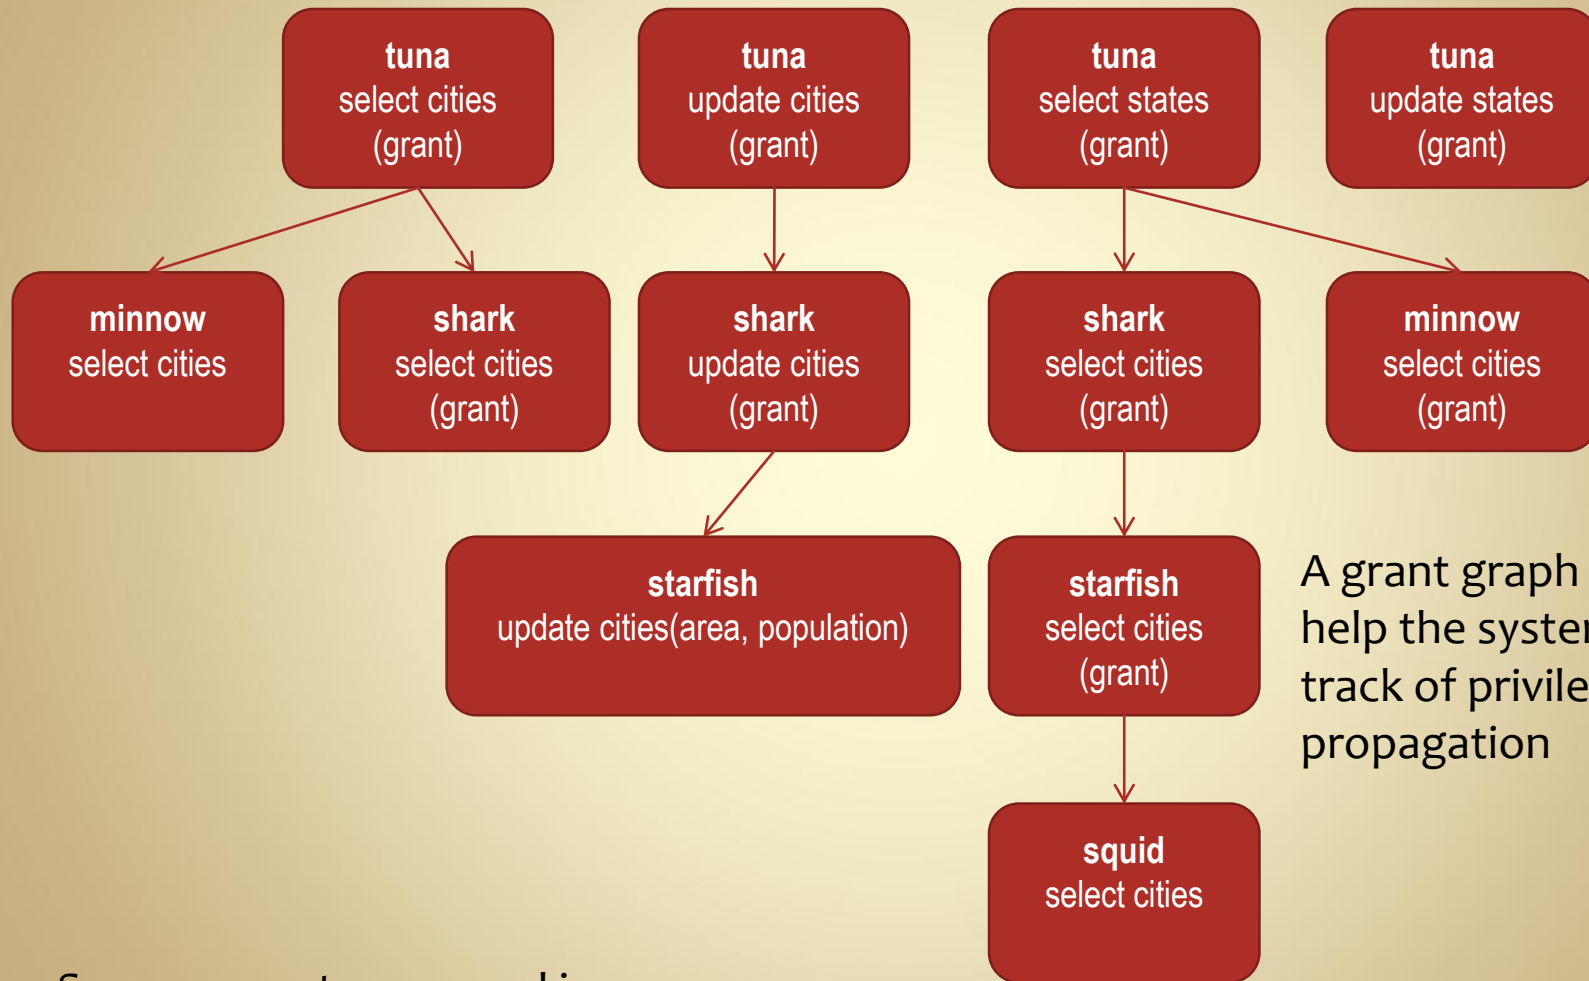 tuna
select cities
(grant)
tuna
update cities
(grant)
tuna
select states
(grant)
tuna
update states
(grant)
minnow
select cities
shark
select cities
(grant)
shark
update cities
(grant)
shark
select cities
(grant)
minnow
select cities
(grant)
starfish
update cities(area, population)
starfish
select cities
(grant)
A grant graph
help the
track of
propagation
squid
select cities